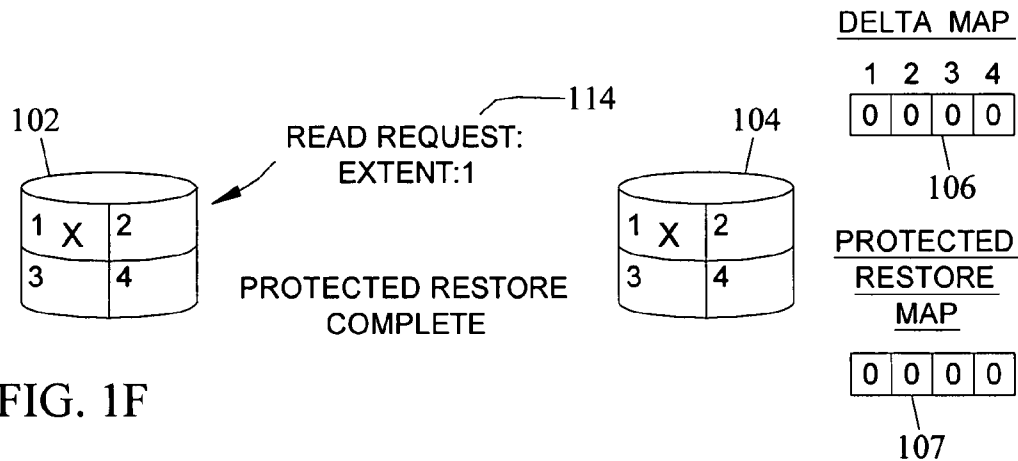 DELTA MAP
1 2 3 4
0 0 0 0
106
102
READ REQUEST:
EXTENT:1
114
104
1 X 2
3 4
1 X 2
3 4
PROTECTED RESTORE
COMPLETE
PROTECTED
RESTORE
MAP
0 0 0 0
107
FIG. 1F